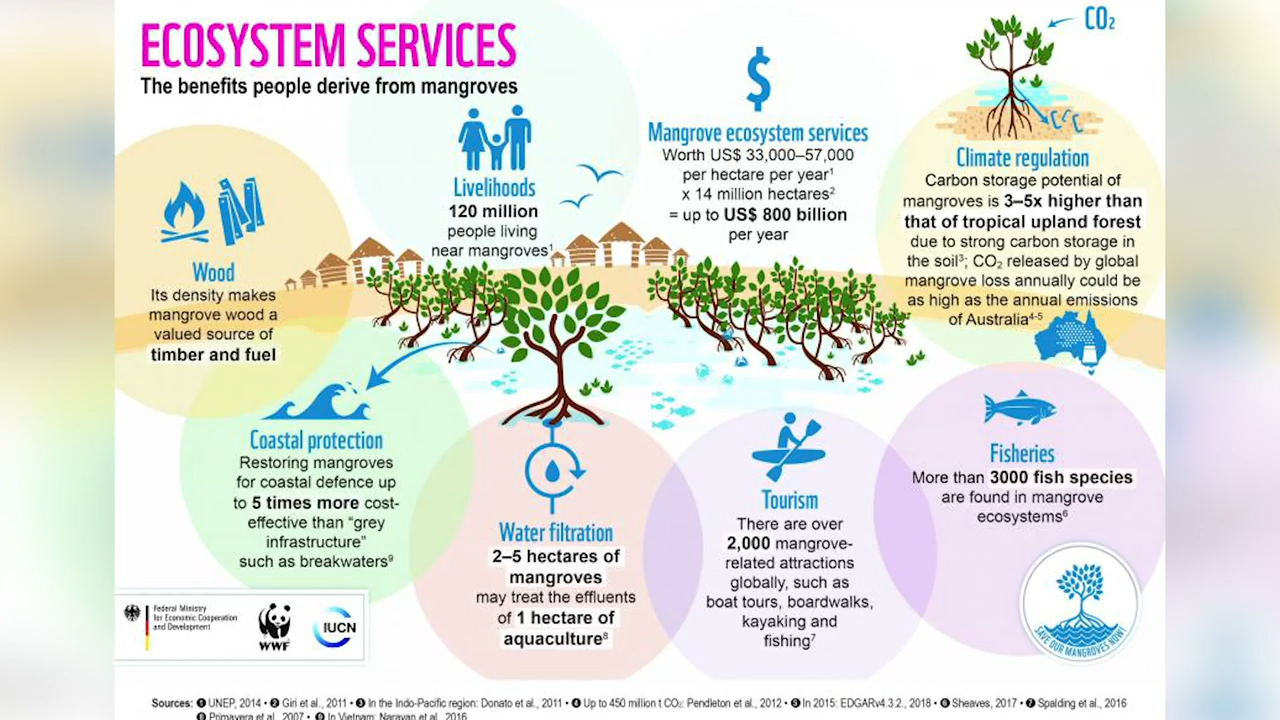 ECOSYSTEM SERVICES
The benefits people derive from mangroves
Wood
Its density makes
mangrove wood a
valued source of
timber and fuel
Livelihoods
120 million
people living
near mangroves¹
$
Mangrove ecosystem services
Worth US$ 33,000–57,000
per hectare per year¹
x 14 million hectares²
= up to US$ 800 billion
per year
CO₂
C C C
Climate regulation
Carbon storage potential of
mangroves is 3–5x higher than
that of tropical upland forest
due to strong carbon storage in
the soil³; CO₂ released by global
mangrove loss annually could be
as high as the annual emissions
of Australia⁴⁻⁵
Coastal protection
Restoring mangroves
for coastal defence up
to 5 times more cost-
effective than “grey
infrastructure”
such as breakwaters⁹
Water filtration
2–5 hectares of
mangroves
may treat the effluents
of 1 hectare of
aquaculture⁸
Tourism
There are over
2,000 mangrove-
related attractions
globally, such as
boat tours, boardwalks,
kayaking and
fishing⁷
Fisheries
More than 3000 fish species
are found in mangrove
ecosystems⁶
SAVE OUR MANGROVES NOW!
Federal Ministry
for Economic Cooperation
and Development
WWF
IUCN
Sources: ❶ UNEP, 2014 • ❷ Giri et al., 2011 • ❸ In the Indo-Pacific region: Donato et al., 2011 • ❹ Up to 450 million t CO₂: Pendleton et al., 2012 • ❺ In 2015: EDGARv4.3.2., 2018 • ❻ Sheaves, 2017 • ❼ Spalding et al., 2016
❽ Primavera et al., 2007 • ❾ In Vietnam: Narayan et al., 2016